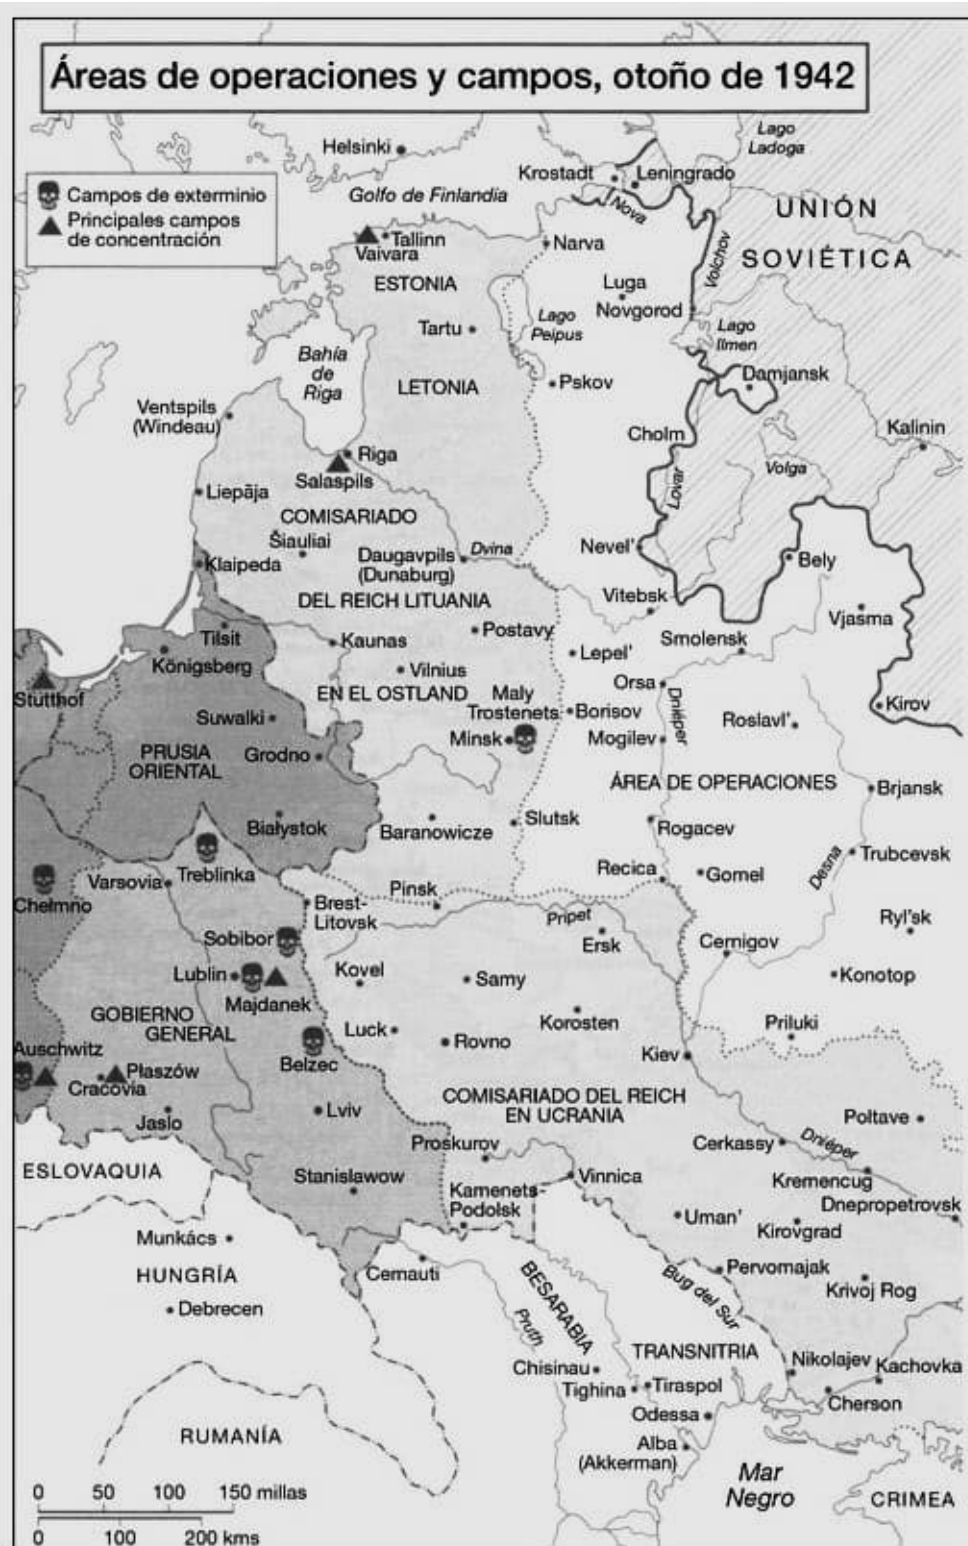 Áreas de operaciones y campos, otoño de 1942
Lago
Ladoga
Helsinki
Krostadt
Leningrado
Campos de exterminio
Principales campos
de concentración
Golfo de Finlandia
Nova
UNIÓN
SOVIÉTICA
Volchov
Tallinn
Vaivara
Narva
ESTONIA
Luga
Novgorod
Lago
Peipus
Lago
Ilmen
Tartu
Bahía
de
Riga
LETONIA
Pskov
Damjansk
Ventspils
(Windeau)
Cholm
Kalinin
Riga
Salaspils
Lovar
Volga
Liepāja
COMISARIADO
Šiauliai
Daugavpils
(Dunaburg)
Dvina
Nevel'
Bely
Klaipeda
DEL REICH LITUANIA
Vitebsk
Vjasma
Tilsit
Kaunas
Postavy
Smolensk
Königsberg
Lepel'
Vilnius
Orsa
Stutthof
EN EL OSTLAND
Maly
Trostenets
Borisov
Dniéper
Kirov
Suwalki
Roslavl'
Minsk
Mogilev
PRUSIA
ORIENTAL
Grodno
ÁREA DE OPERACIONES
Brjansk
Białystok
Baranowicze
Slutsk
Rogacev
Trubcevsk
Treblinka
Varsovia
Recica
Gomel
Desna
Chełmno
Pinsk
Brest-
Litovsk
Pripet
Ersk
Ryl'sk
Sobibor
Cernigov
Lublin
Kovel
Samy
Konotop
Majdanek
GOBIERNO
GENERAL
Korosten
Luck
Rovno
Priluki
Auschwitz
Belzec
Kiev
Płaszów
Cracovia
COMISARIADO DEL REICH
EN UCRANIA
Jaslo
Lviv
Poltave
Proskurov
Cerkassy
Dniéper
ESLOVAQUIA
Stanisławow
Vinnica
Kremencug
Kamenets-
Podolsk
Dnepropetrovsk
Uman'
Kirovgrad
Munkács
Cernauti
Pervomajak
HUNGRÍA
BESARABIA
Bug del Sur
Krivoj Rog
Debrecen
Pruth
TRANSNITRIA
Chisinau
Nikolajev
Kachovka
Tighina
Tiraspol
Cherson
Odessa
RUMANÍA
Alba
(Akkerman)
Mar
Negro
CRIMEA
0 50 100 150 millas
0 100 200 kms